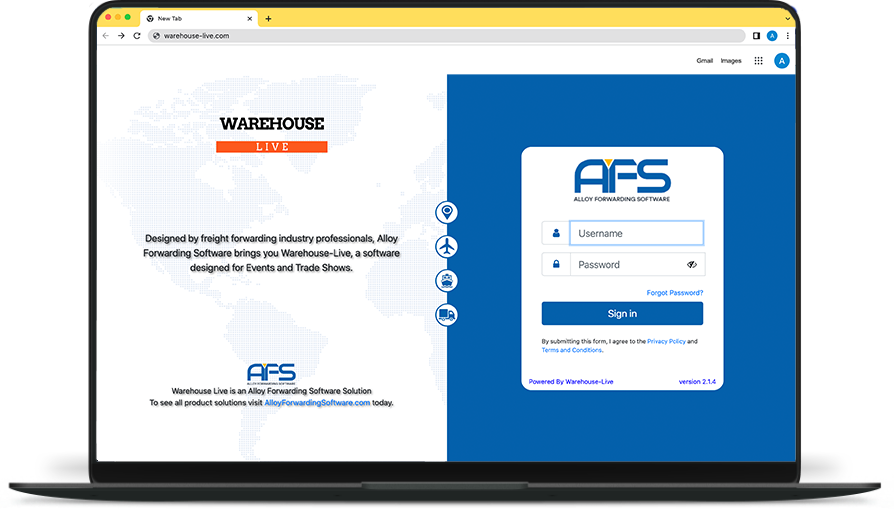 New Tab
warehouse-live.com
Gmail
Images
A
A
WAREHOUSE
LIVE
Designed by freight forwarding industry professionals, Alloy
Forwarding Software brings you Warehouse-Live, a software
designed for Events and Trade Shows.
AFS
ALLOY FORWARDING SOFTWARE
Warehouse Live is an Alloy Forwarding Software Solution
To see all product solutions visit AlloyForwardingSoftware.com today.
AFS
ALLOY FORWARDING SOFTWARE
Username
Password
Forgot Password?
Sign in
By submitting this form, I agree to the Privacy Policy and
Terms and Conditions.
Powered By Warehouse-Live
version 2.1.4